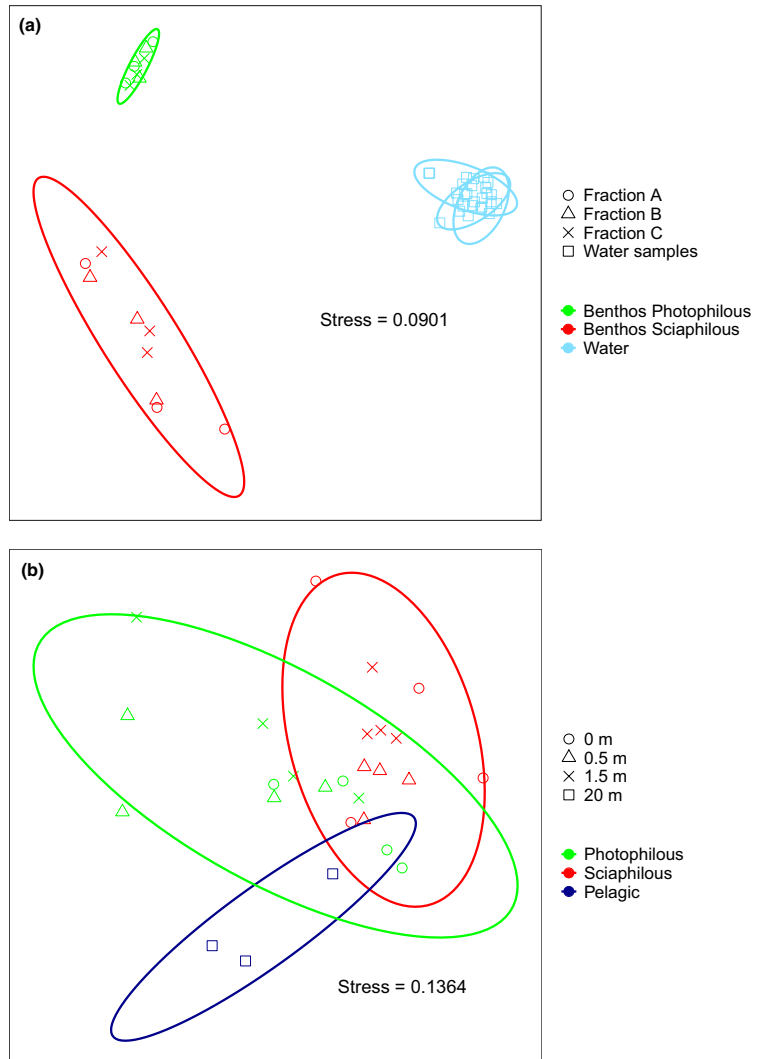 (a)
Fraction A
Fraction B
Fraction C
Water samples
Stress = 0.0901
Benthos Photophilous
Benthos Sciaphilous
Water
(b)
0 m
0.5 m
1.5 m
20 m
Photophilous
Sciaphilous
Pelagic
Stress = 0.1364